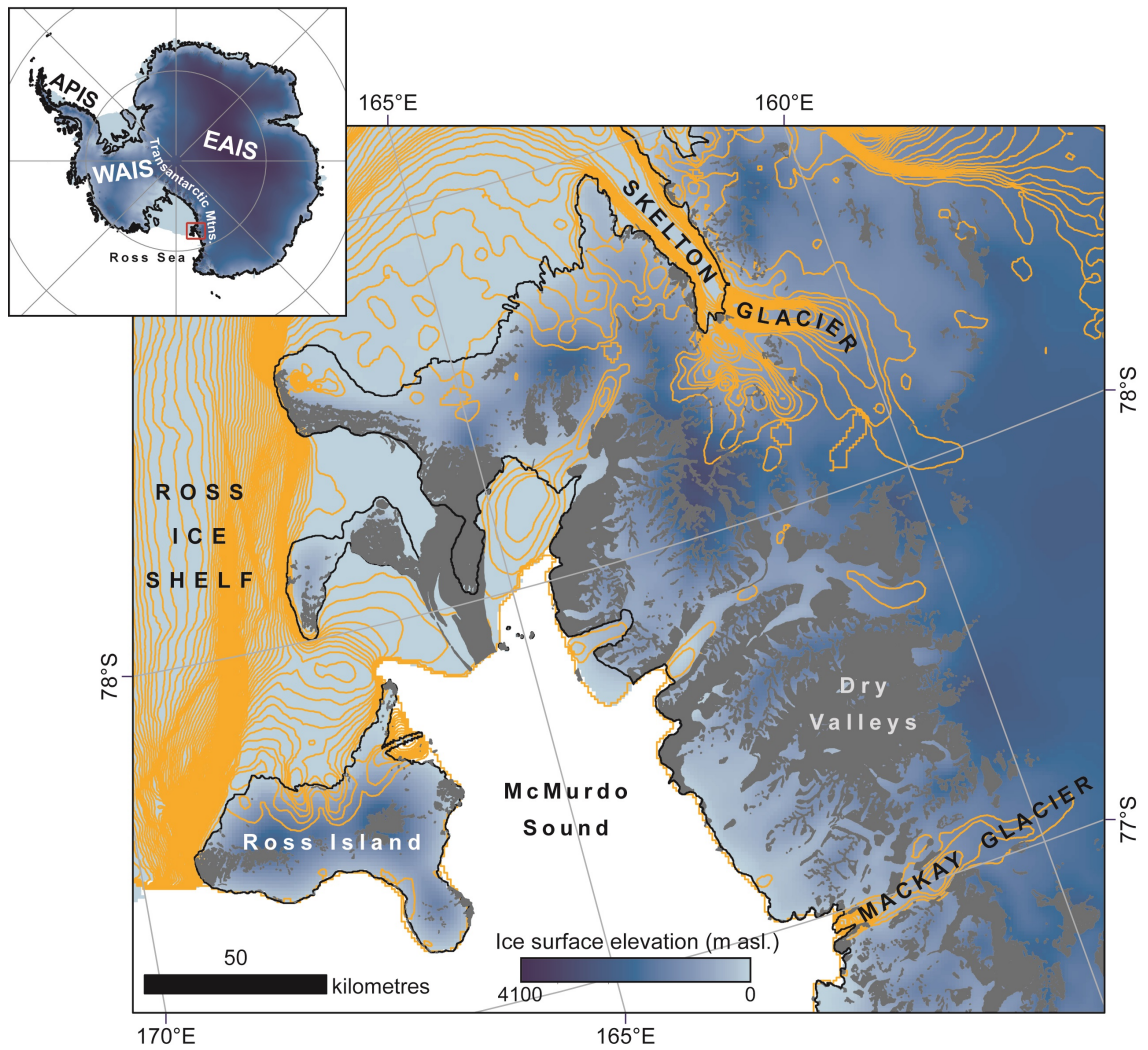 APIS
EAIS
WAIS
Transantarctic Mtns.
Ross Sea
165°E
160°E
SKELTON
GLACIER
78°S
ROSS
ICE
SHELF
78°S
Dry
Valleys
McMurdo
Sound
Ross Island
MACKAY GLACIER
77°S
50
kilometres
Ice surface elevation (m asl.)
4100
0
170°E
165°E